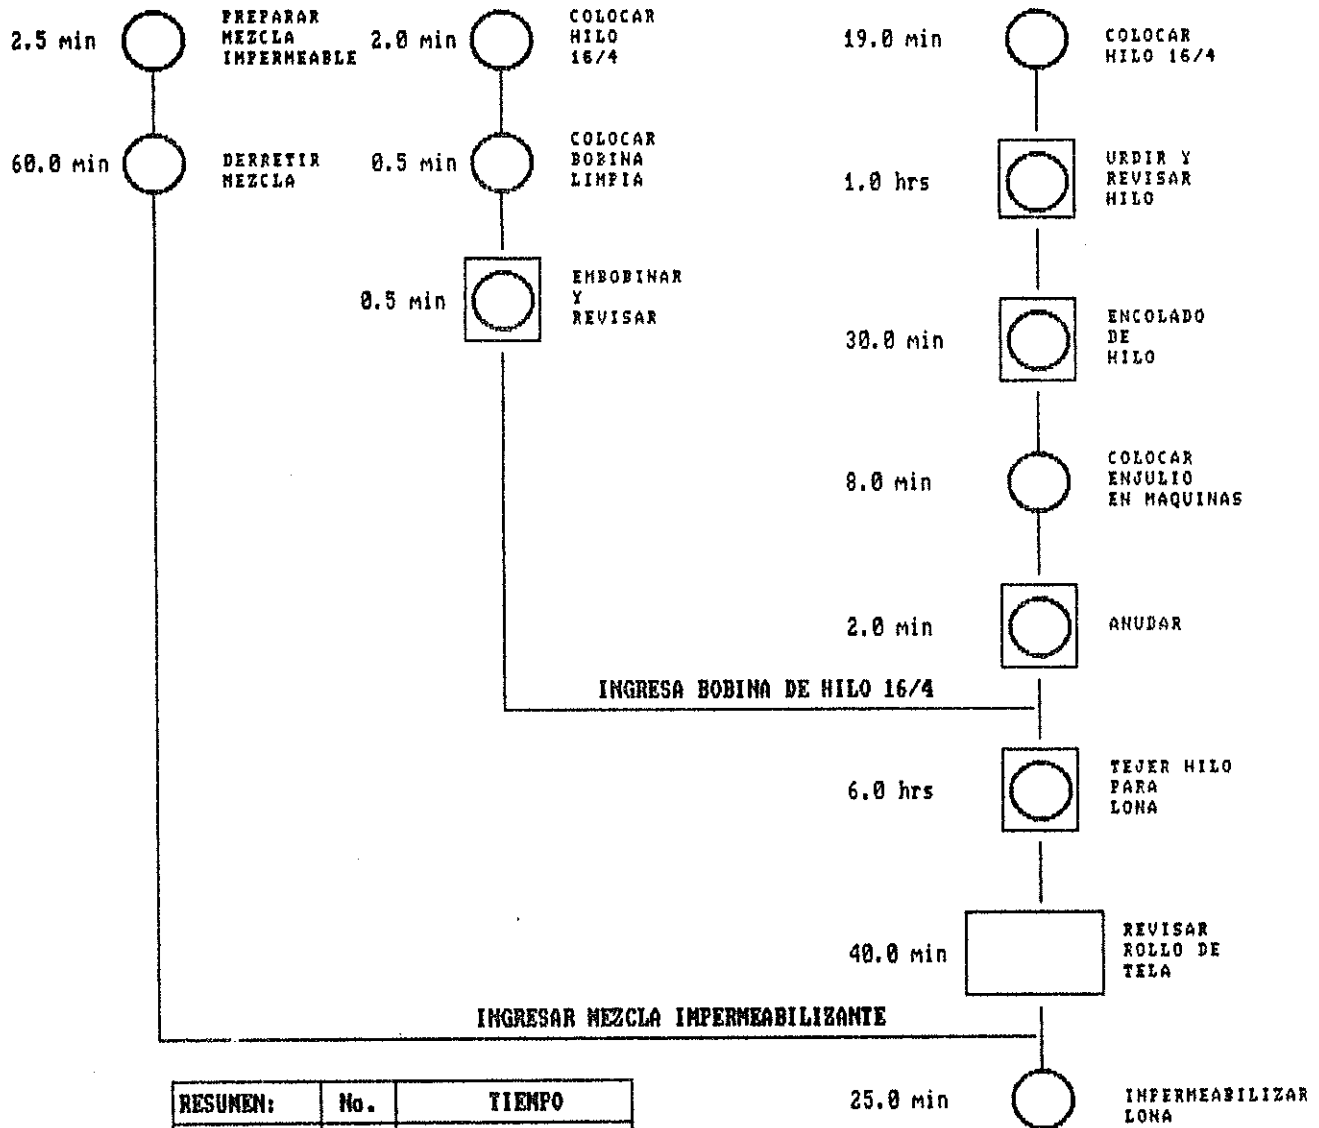 2.5 min
PREPARAR
MEZCLA
IMPERMEABLE
2.0 min
COLOCAR
HILO
16/4
19.0 min
COLOCAR
HILO 16/4
60.0 min
DERRETIR
MEZCLA
0.5 min
COLOCAR
BOBINA
LIMPIA
1.0 hrs
URDIR Y
REVISAR
HILO
0.5 min
EMBOBINAR
Y
REVISAR
30.0 min
ENCOLADO
DE
HILO
8.0 min
COLOCAR
ENJULIO
EN MAQUINAS
2.0 min
ANUDAR
INGRESA BOBINA DE HILO 16/4
6.0 hrs
TEJER HILO
PARA
LONA
40.0 min
REVISAR
ROLLO DE
TELA
INGRESAR MEZCLA IMPERMEABILIZANTE
RESUMEN: No. TIEMPO
25.0 min
IMPERMEABILIZAR
LONA